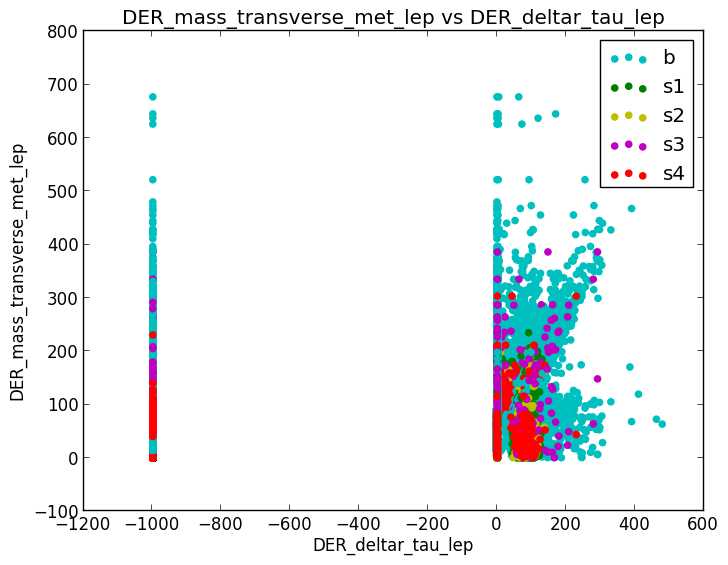 DER_mass_transverse_met_lep vs DER_deltar_tau_lep
800
700
600
500
400
300
200
100
0
−100
DER_mass_transverse_met_lep
b
s1
s2
s3
s4
−1200 −1000 −800 −600 −400 −200 0 200 400 600
DER_deltar_tau_lep